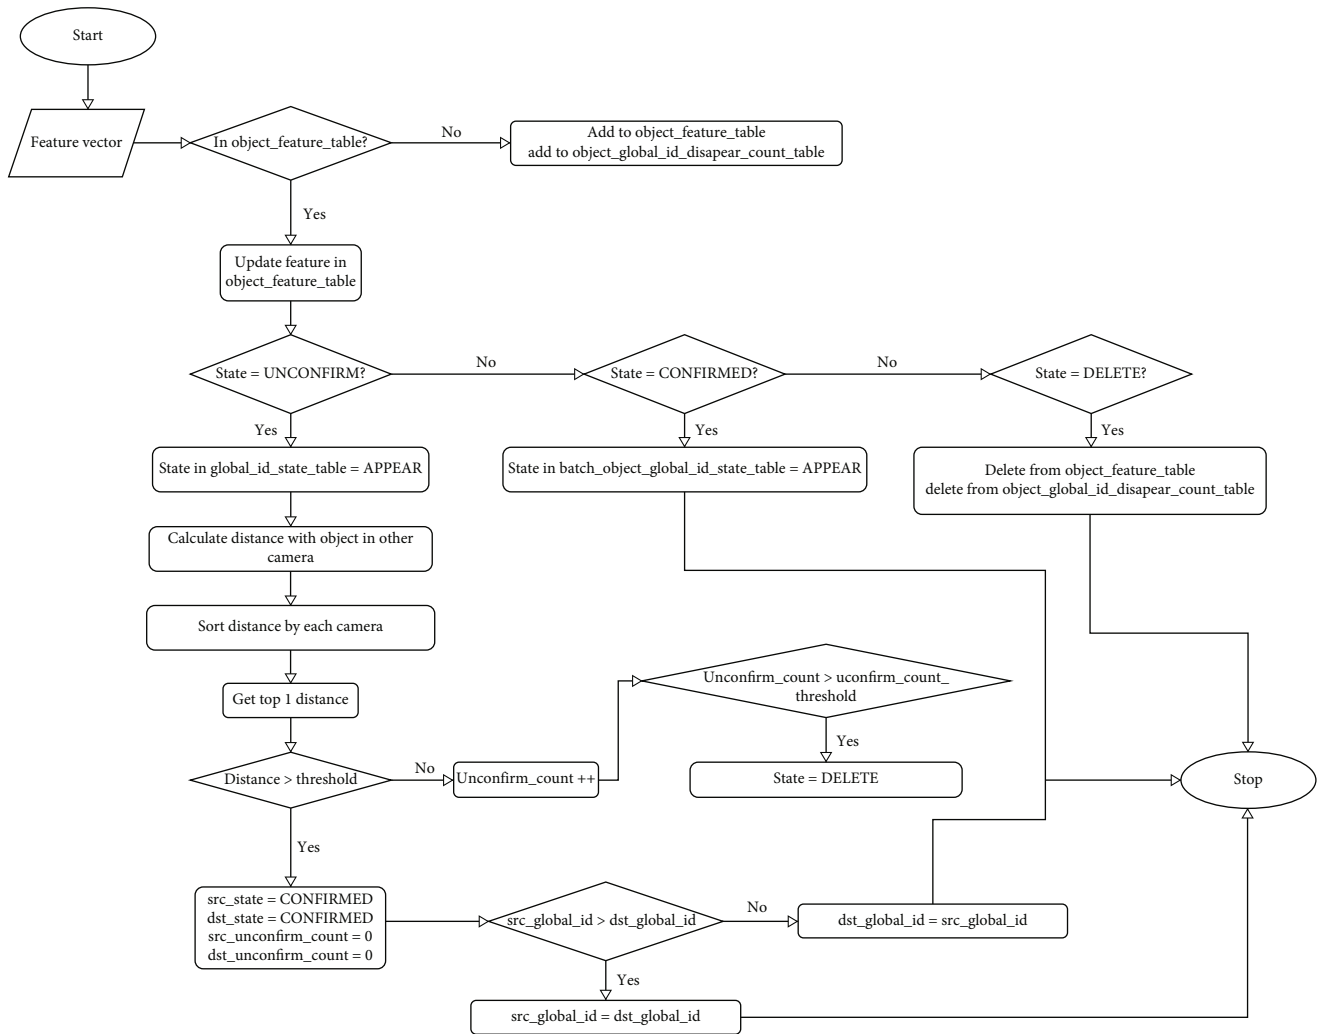 Start
Feature vector
In object_feature_table?
No
Add to object_feature_table
add to object_global_id_disapear_count_table
Yes
Update feature in
object_feature_table
State = UNCONFIRM?
No
State = CONFIRMED?
No
State = DELETE?
Yes
Yes
Yes
State in global_id_state_table = APPEAR
State in batch_object_global_id_state_table = APPEAR
Delete from object_feature_table
delete from object_global_id_disapear_count_table
Calculate distance with object in other
camera
Sort distance by each camera
Get top 1 distance
Unconfirm_count > uconfirm_count_
threshold
Yes
Distance > threshold
No
Unconfirm_count ++
State = DELETE
Stop
Yes
src_state = CONFIRMED
dst_state = CONFIRMED
src_unconfirm_count = 0
dst_unconfirm_count = 0
src_global_id > dst_global_id
No
dst_global_id = src_global_id
Yes
src_global_id = dst_global_id